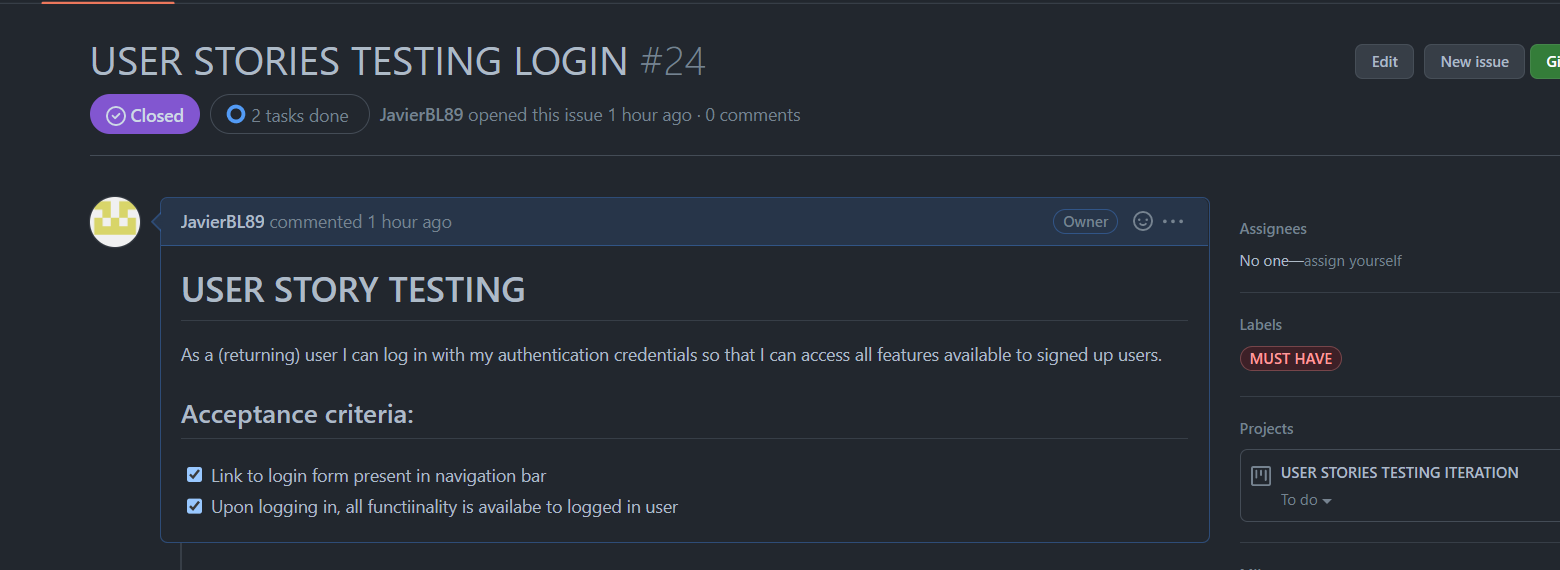 USER STORIES TESTING LOGIN #24
Edit
New issue
Closed
2 tasks done
JavierBL89 opened this issue 1 hour ago · 0 comments
JavierBL89 commented 1 hour ago
Owner
USER STORY TESTING
As a (returning) user I can log in with my authentication credentials so that I can access all features available to signed up users.
Acceptance criteria:
Link to login form present in navigation bar
Upon logging in, all functiinality is availabe to logged in user
Assignees
No one—assign yourself
Labels
MUST HAVE
Projects
USER STORIES TESTING ITERATION
To do